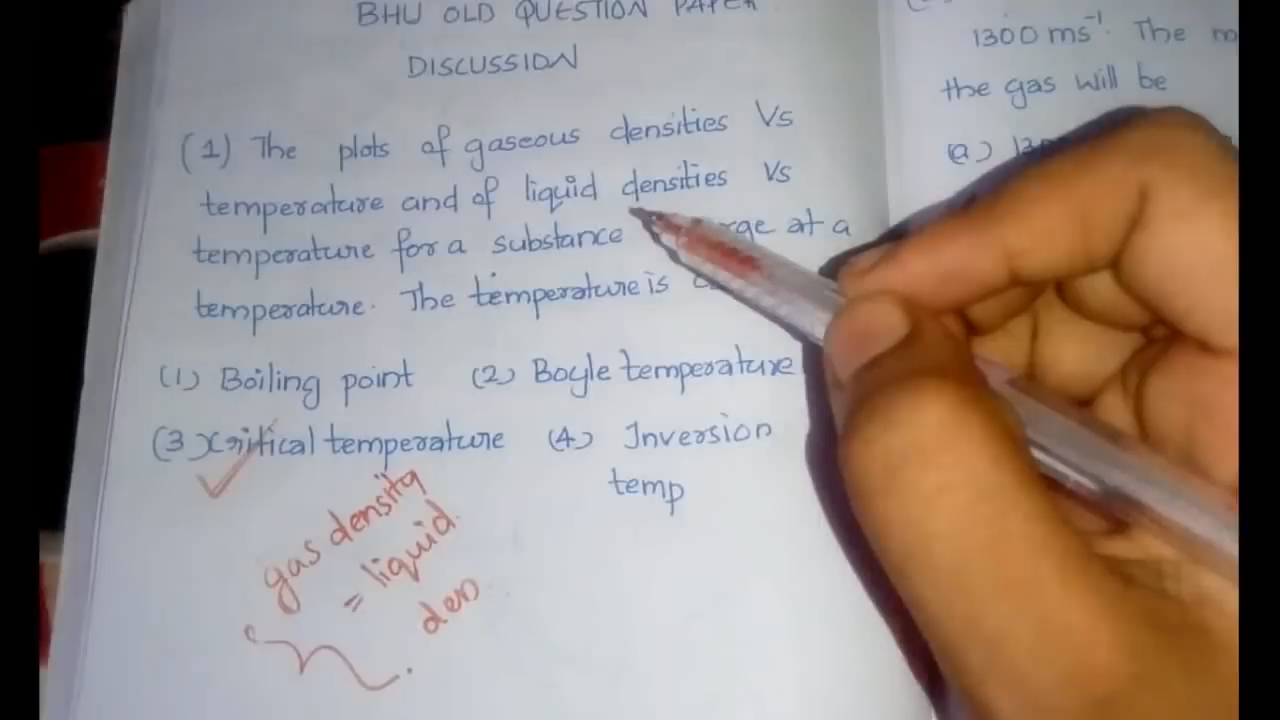 BHU OLD QUESTION PAPER
DISCUSSION
(1) The plots of gaseous densities Vs
temperature and of liquid densities Vs
temperature for a substance at a
temperature. The temperature is
(1) Boiling point (2) Boyle temperature
(3) Critical temperature (4) Inversion
temp
gas density
= liquid
den
1300 ms⁻¹. The
the gas will be
(a)